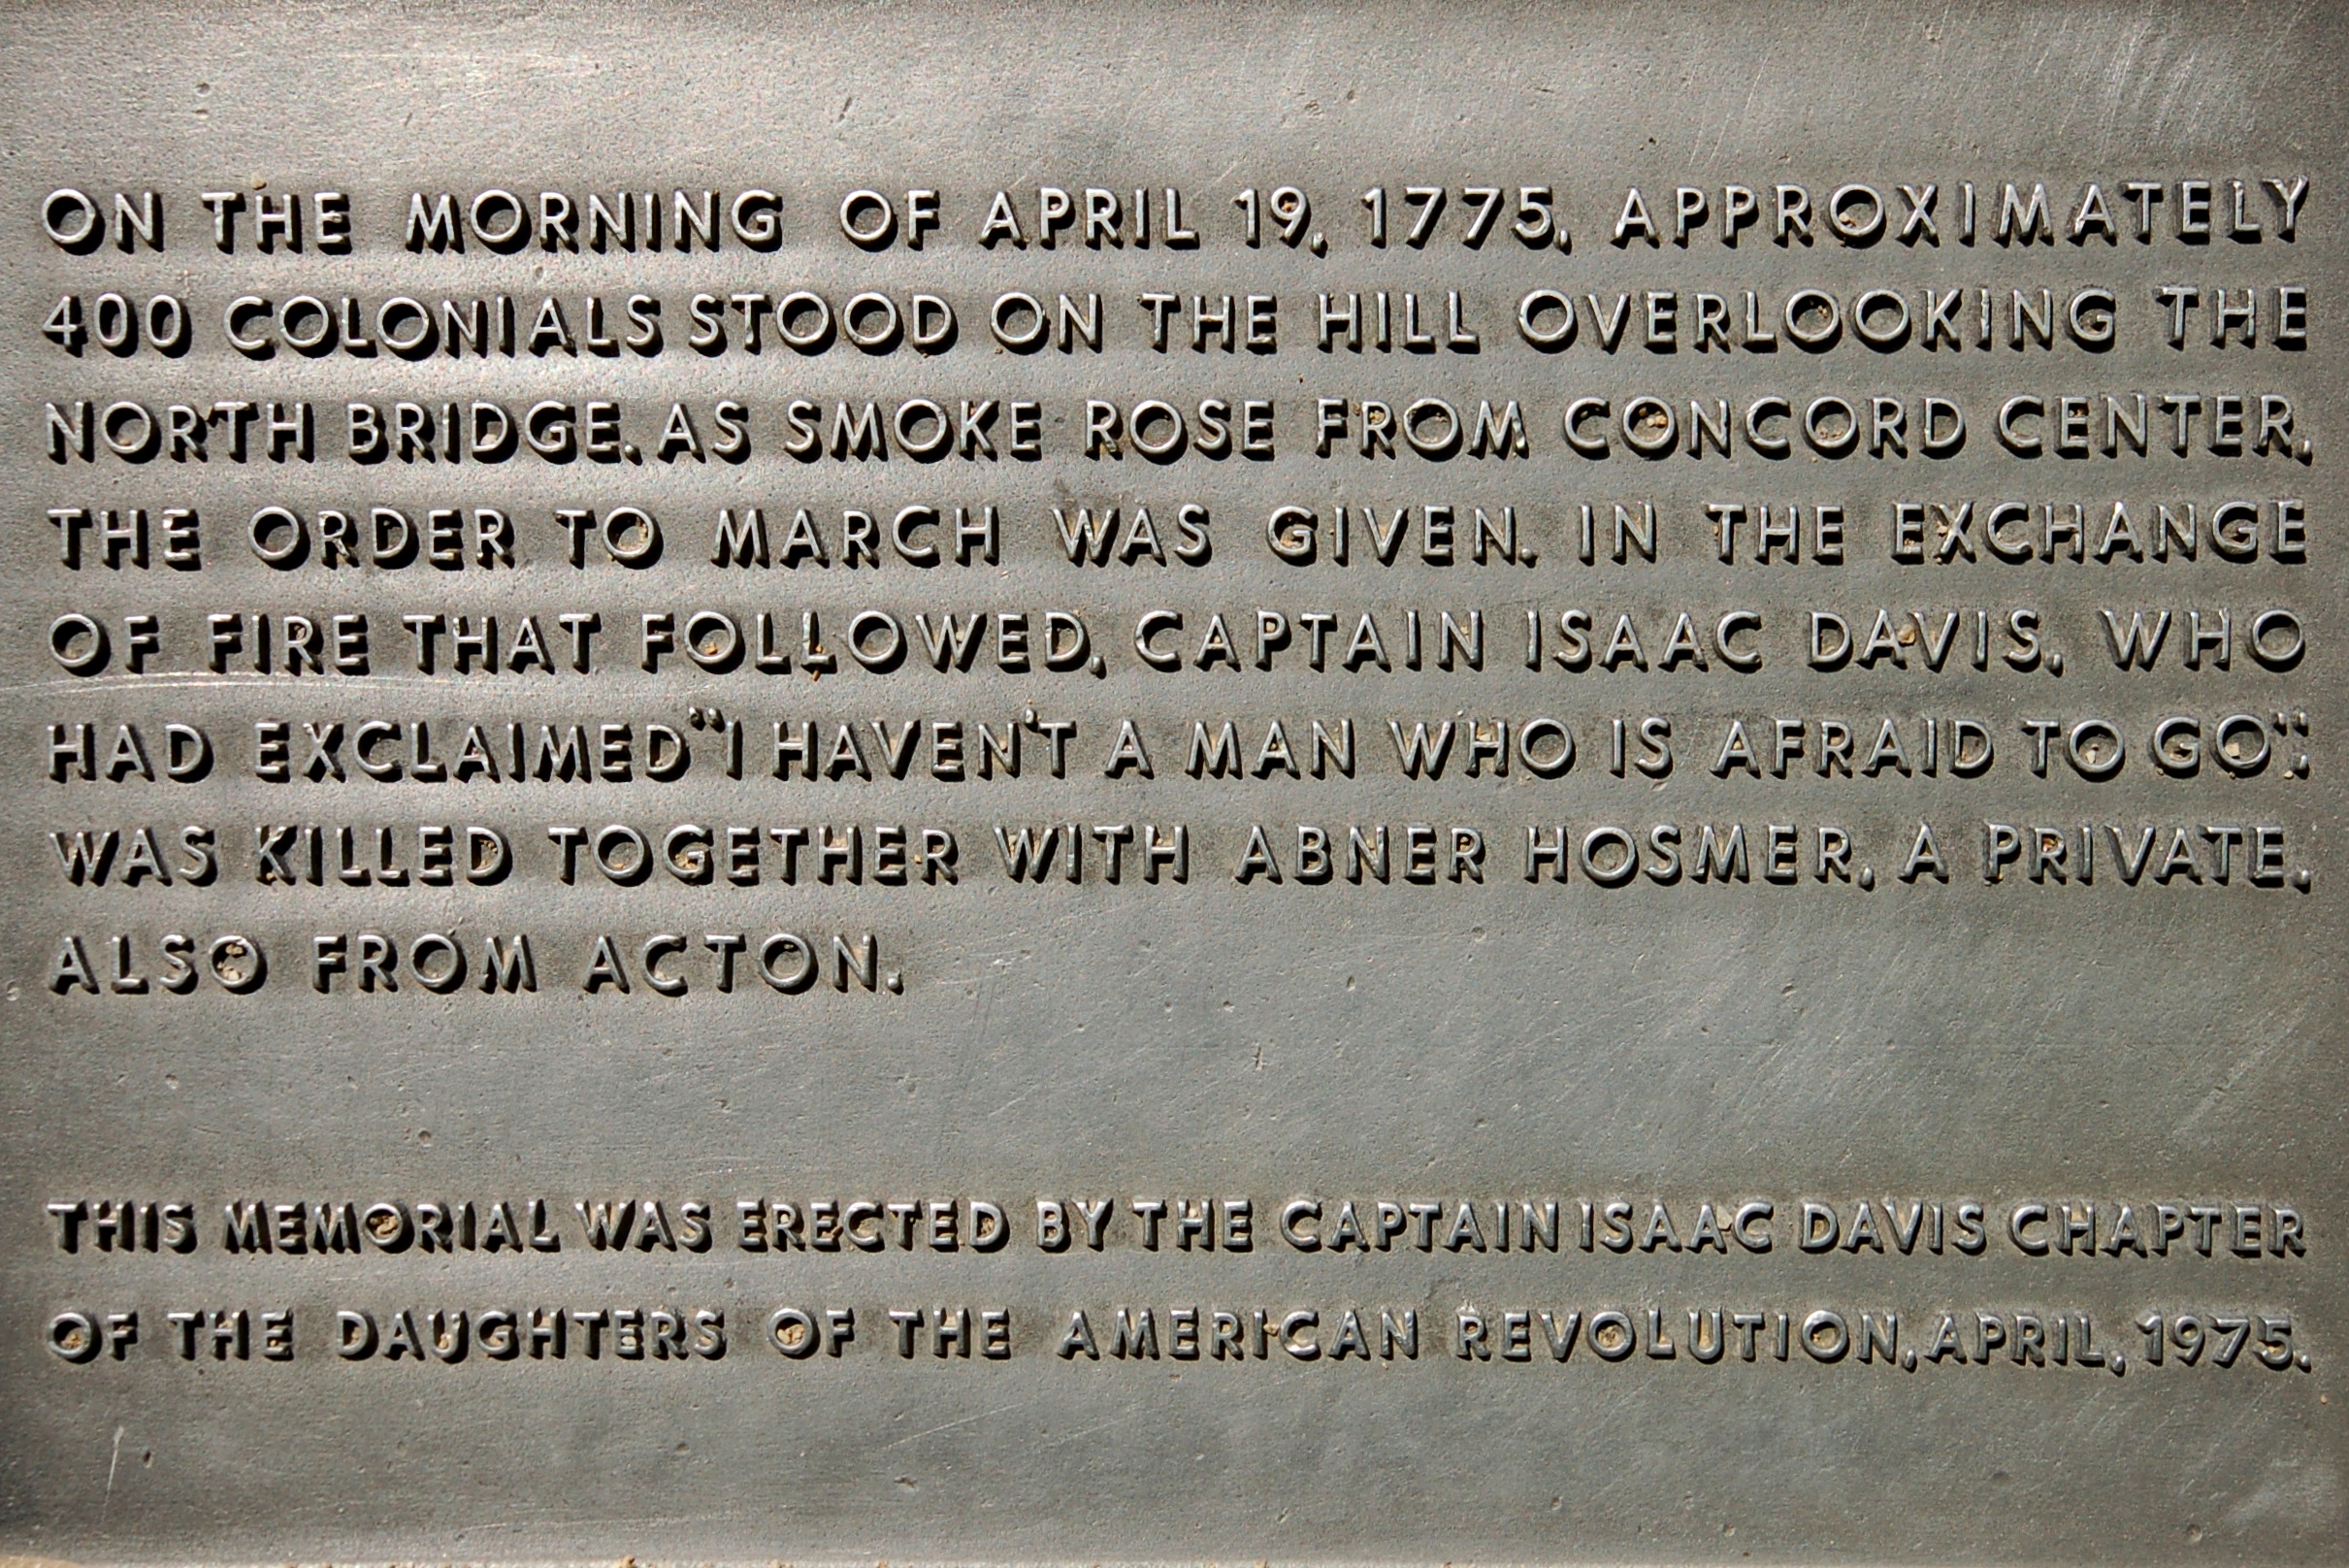 ON THE MORNING OF APRIL 19, 1775, APPROXIMATELY
400 COLONIALS STOOD ON THE HILL OVERLOOKING THE
NORTH BRIDGE. AS SMOKE ROSE FROM CONCORD CENTER,
THE ORDER TO MARCH WAS GIVEN. IN THE EXCHANGE
OF FIRE THAT FOLLOWED, CAPTAIN ISAAC DAVIS, WHO
HAD EXCLAIMED "I HAVEN'T A MAN WHO IS AFRAID TO GO",
WAS KILLED TOGETHER WITH ABNER HOSMER, A PRIVATE,
ALSO FROM ACTON.
THIS MEMORIAL WAS ERECTED BY THE CAPTAIN ISAAC DAVIS CHAPTER
OF THE DAUGHTERS OF THE AMERICAN REVOLUTION, APRIL, 1975.